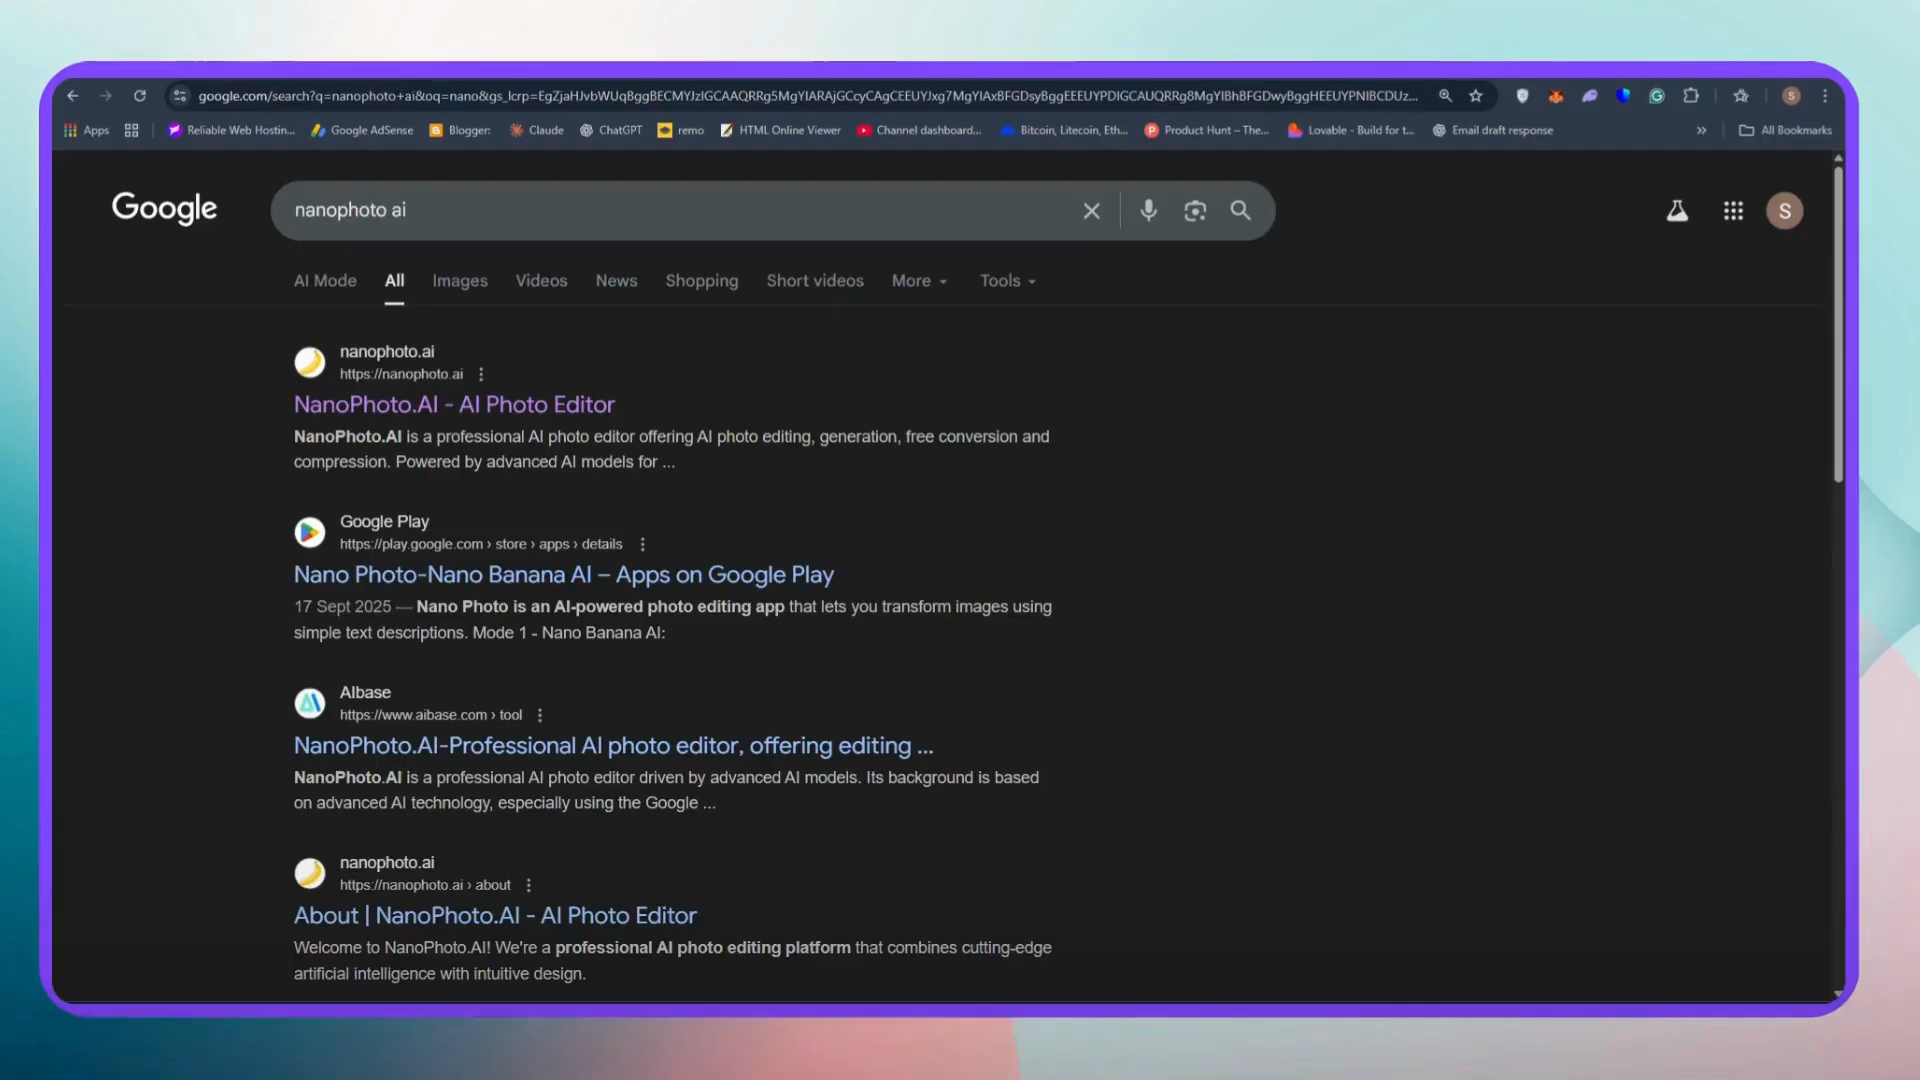 google.com/search?q=nanophoto+ai&oq=nano&gs_lcrp=EgZjaHJvbWUqBggBECMYJzIGCAAQRRg5MgYIARAjGCcyCAgCEEUYJxg7MgYIAxBFGDsyBggEEEUYPDIGCAUQRRg8MgYIBhBFGDwyBggHEEUYPNIBCDUz...
Apps
Reliable Web Hostin...
Google AdSense
Blogger:
Claude
ChatGPT
remo
HTML Online Viewer
Channel dashboard...
Bitcoin, Litecoin, Eth...
Product Hunt – The...
Lovable - Build for t...
Email draft response
»
All Bookmarks
Google
nanophoto ai
S
AI Mode All Images Videos News Shopping Short videos More Tools
nanophoto.ai
https://nanophoto.ai
NanoPhoto.AI - AI Photo Editor
NanoPhoto.AI is a professional AI photo editor offering AI photo editing, generation, free conversion and
compression. Powered by advanced AI models for ...
Google Play
https://play.google.com › store › apps › details
Nano Photo-Nano Banana AI – Apps on Google Play
17 Sept 2025 — Nano Photo is an AI-powered photo editing app that lets you transform images using
simple text descriptions. Mode 1 - Nano Banana AI:
AIbase
https://www.aibase.com › tool
NanoPhoto.AI-Professional AI photo editor, offering editing ...
NanoPhoto.AI is a professional AI photo editor driven by advanced AI models. Its background is based
on advanced AI technology, especially using the Google ...
nanophoto.ai
https://nanophoto.ai › about
About | NanoPhoto.AI - AI Photo Editor
Welcome to NanoPhoto.AI! We're a professional AI photo editing platform that combines cutting-edge
artificial intelligence with intuitive design.